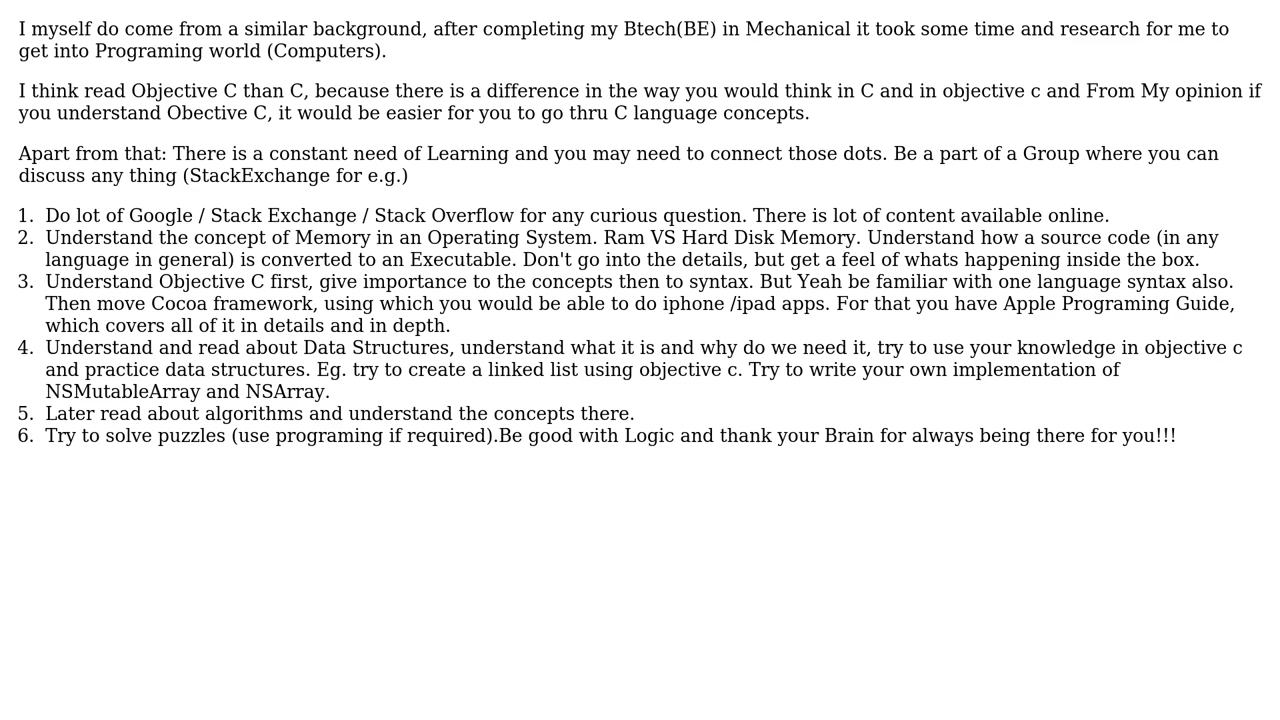 I myself do come from a similar background, after completing my Btech(BE) in Mechanical it took some time and research for me to
get into Programing world (Computers).
I think read Objective C than C, because there is a difference in the way you would think in C and in objective c and From My opinion if
you understand Obective C, it would be easier for you to go thru C language concepts.
Apart from that: There is a constant need of Learning and you may need to connect those dots. Be a part of a Group where you can
discuss any thing (StackExchange for e.g.)
1. Do lot of Google / Stack Exchange / Stack Overflow for any curious question. There is lot of content available online.
2. Understand the concept of Memory in an Operating System. Ram VS Hard Disk Memory. Understand how a source code (in any
language in general) is converted to an Executable. Don't go into the details, but get a feel of whats happening inside the box.
3. Understand Objective C first, give importance to the concepts then to syntax. But Yeah be familiar with one language syntax also.
Then move Cocoa framework, using which you would be able to do iphone /ipad apps. For that you have Apple Programing Guide,
which covers all of it in details and in depth.
4. Understand and read about Data Structures, understand what it is and why do we need it, try to use your knowledge in objective c
and practice data structures. Eg. try to create a linked list using objective c. Try to write your own implementation of
NSMutableArray and NSArray.
5. Later read about algorithms and understand the concepts there.
6. Try to solve puzzles (use programing if required).Be good with Logic and thank your Brain for always being there for you!!!